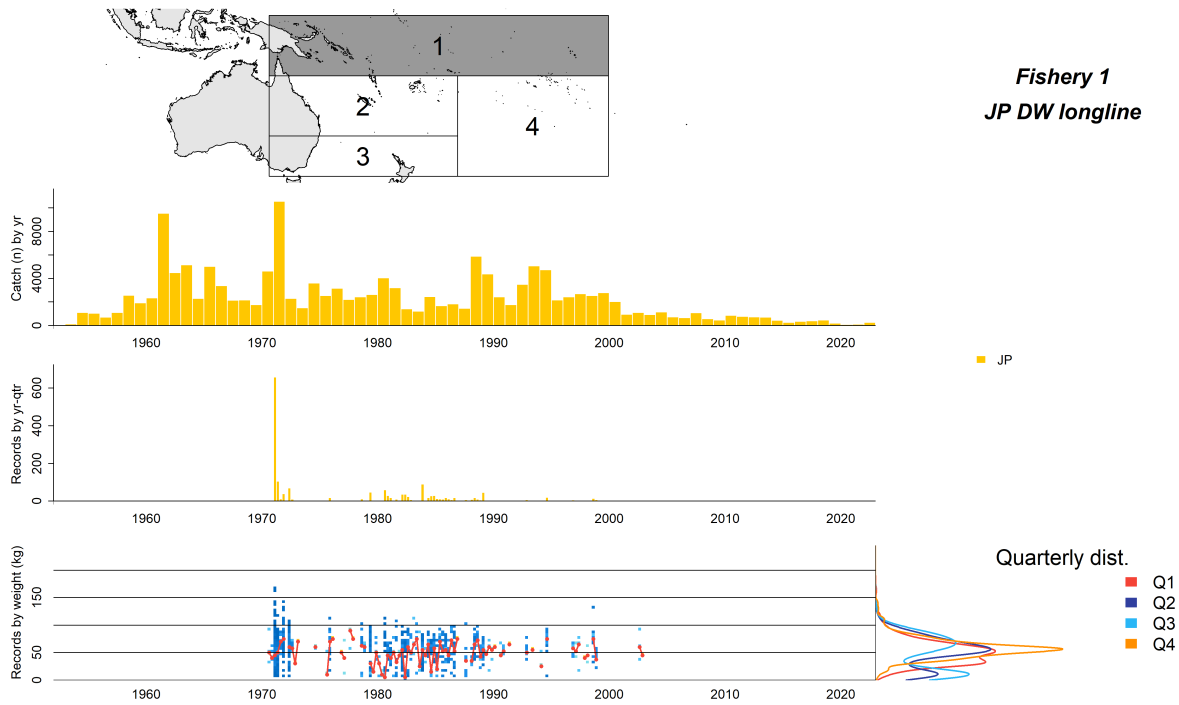 1
2
4
3
Fishery 1
JP DW longline
Catch (n) by yr
8000
4000
0
1960 1970 1980 1990 2000 2010 2020
JP
Records by yr-qtr
600
400
200
0
1960 1970 1980 1990 2000 2010 2020
Records by weight (kg)
150
50
0
1960 1970 1980 1990 2000 2010 2020
Quarterly dist.
Q1
Q2
Q3
Q4